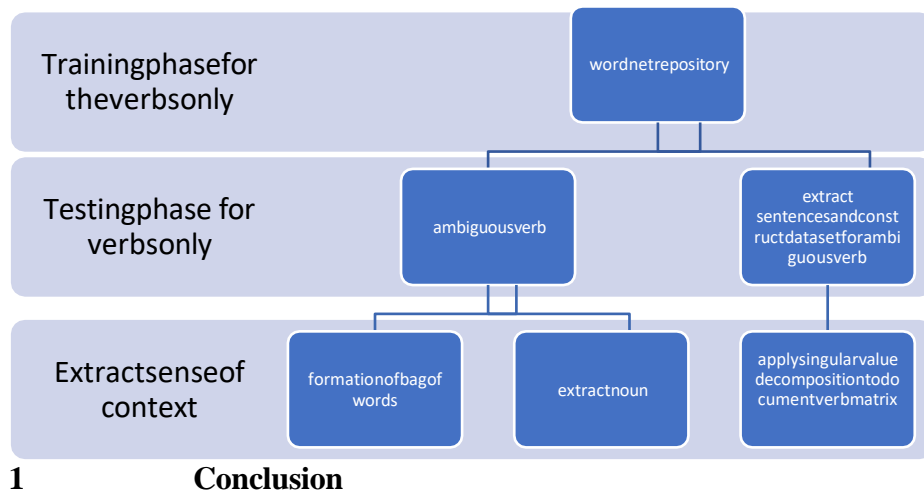 Trainingphasefor
theverbsonly
wordnetrepository
Testingphase for
verbsonly
ambiguousverb
extract
sentencesandconst
ructdatasetforambi
guousverb
Extractsenseof
context
formationofbagof
words
extractnoun
applysingularvalue
decompositiontodo
cumentverbmatrix
1 Conclusion